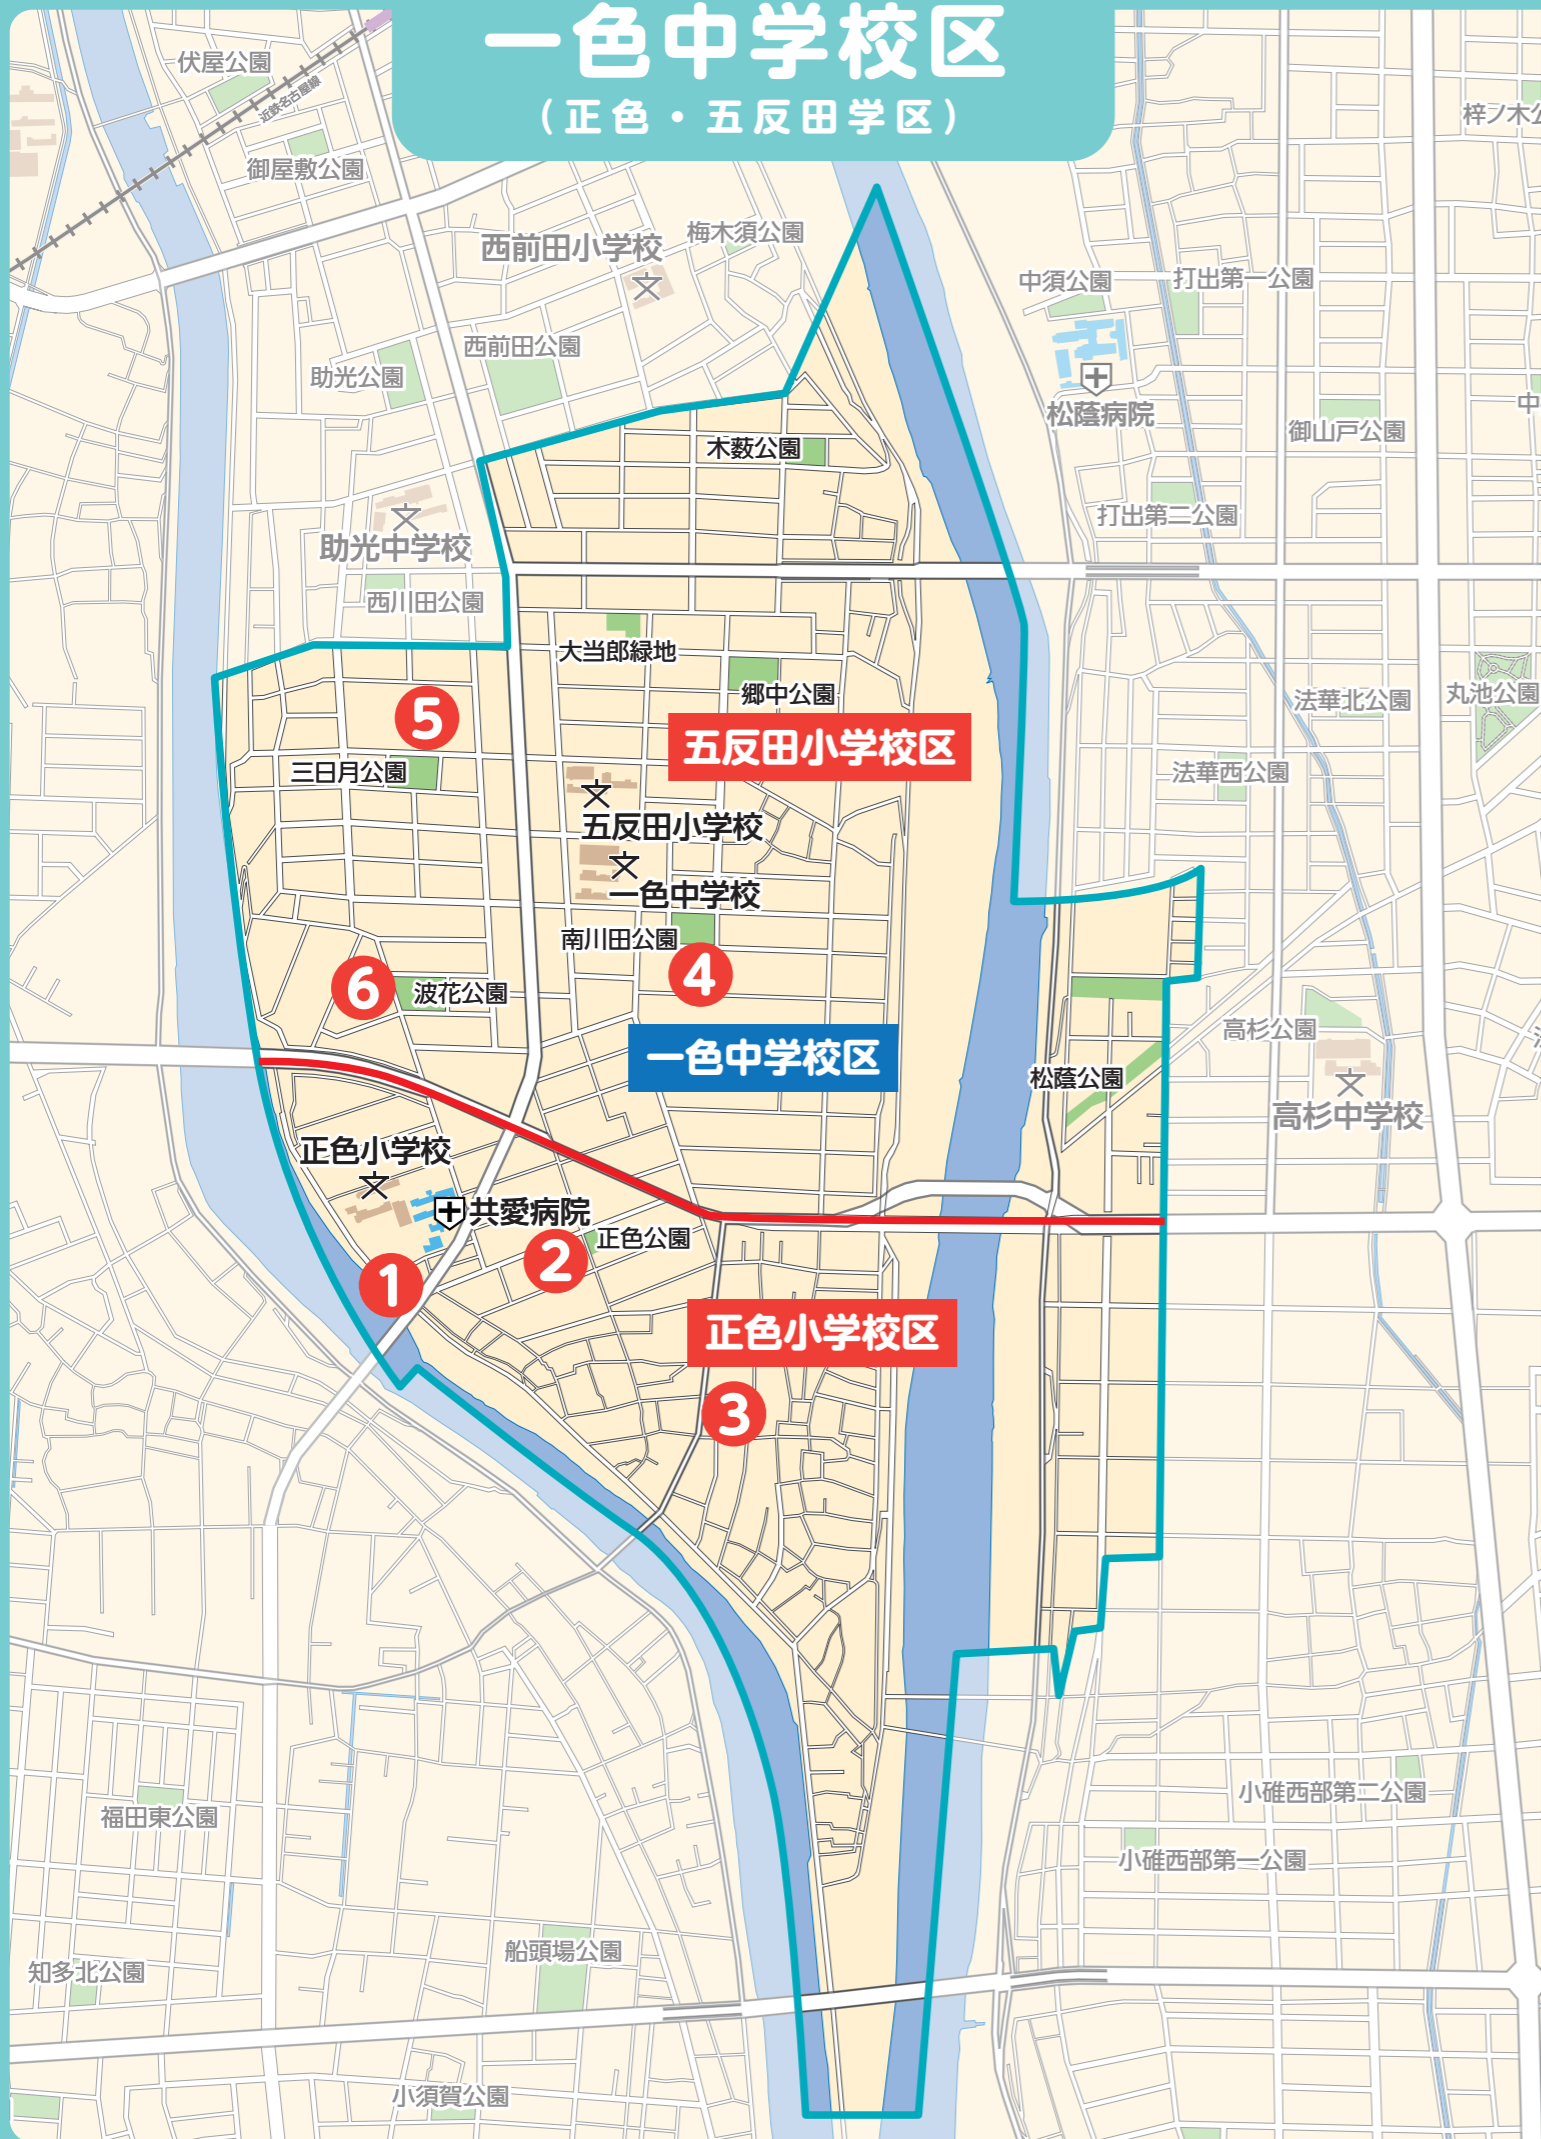 一色中学校区
(正色・五反田学区)
伏屋公園
近鉄名古屋線
御屋敷公園
梓ノ木公
西前田小学校
梅木須公園
中須公園
打出第一公園
西前田公園
助光公園
松蔭病院
中
御山戸公園
木薮公園
打出第二公園
助光中学校
西川田公園
大当郎緑地
郷中公園
法華北公園
丸池公園
5
五反田小学校区
三日月公園
法華西公園
五反田小学校
一色中学校
南川田公園
4
6
波花公園
高杉公園
一色中学校区
松蔭公園
高杉中学校
正色小学校
共愛病院
正色公園
2
1
正色小学校区
3
小碓西部第二公園
福田東公園
小碓西部第一公園
船頭場公園
知多北公園
小須賀公園